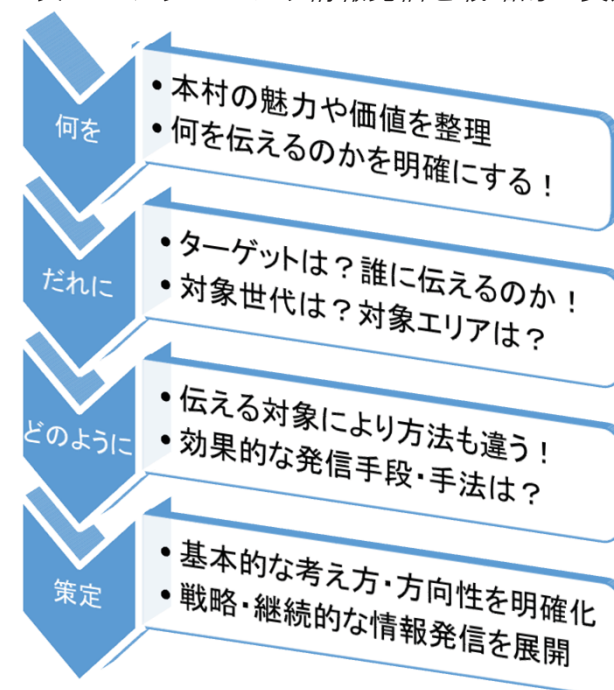 何を
• 本村の魅力や価値を整理
• 何を伝えるのかを明確にする！
だれに
• ターゲットは？誰に伝えるのか！
• 対象世代は？対象エリアは？
どのように
• 伝える対象により方法も違う！
• 効果的な発信手段・手法は？
策定
• 基本的な考え方・方向性を明確化
• 戦略・継続的な情報発信を展開